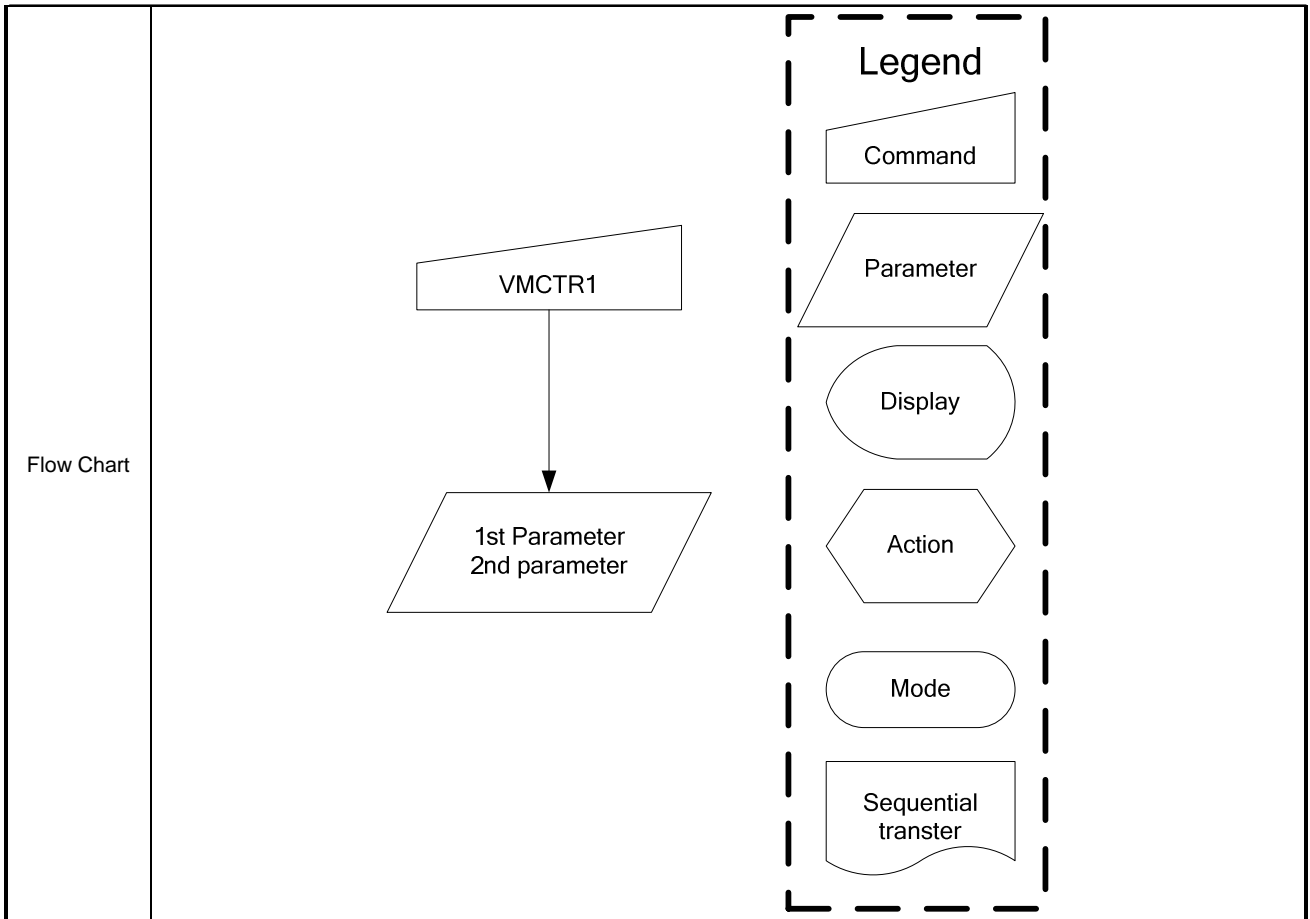 Flow Chart
VMCTR1
1st Parameter
2nd parameter
Legend
Command
Parameter
Display
Action
Mode
Sequential
transter